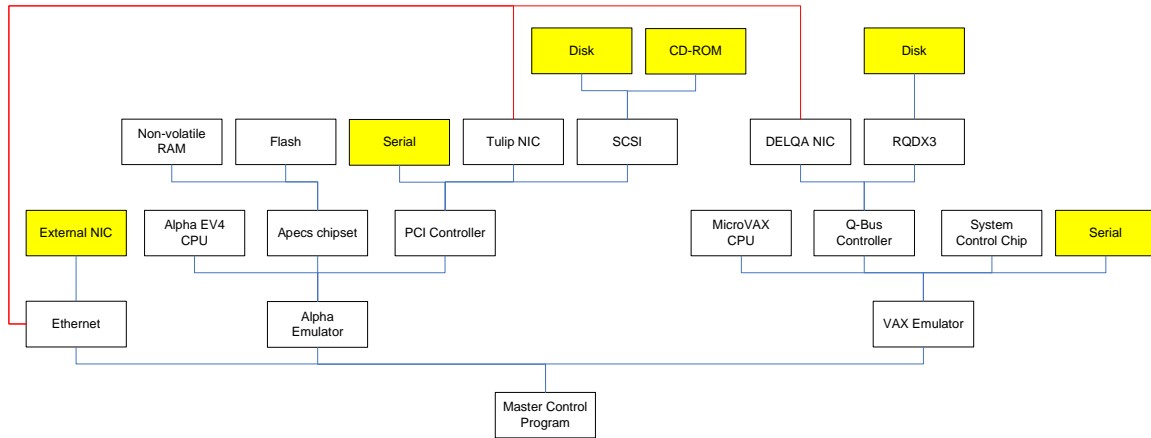 Disk
CD-ROM
Disk
Non-volatile
RAM
Flash
Serial
Tulip NIC
SCSI
DELQA NIC
RQDX3
External NIC
Alpha EV4
CPU
Apecs chipset
PCI Controller
MicroVAX
CPU
Q-Bus
Controller
System
Control Chip
Serial
Ethernet
Alpha
Emulator
VAX Emulator
Master Control
Program